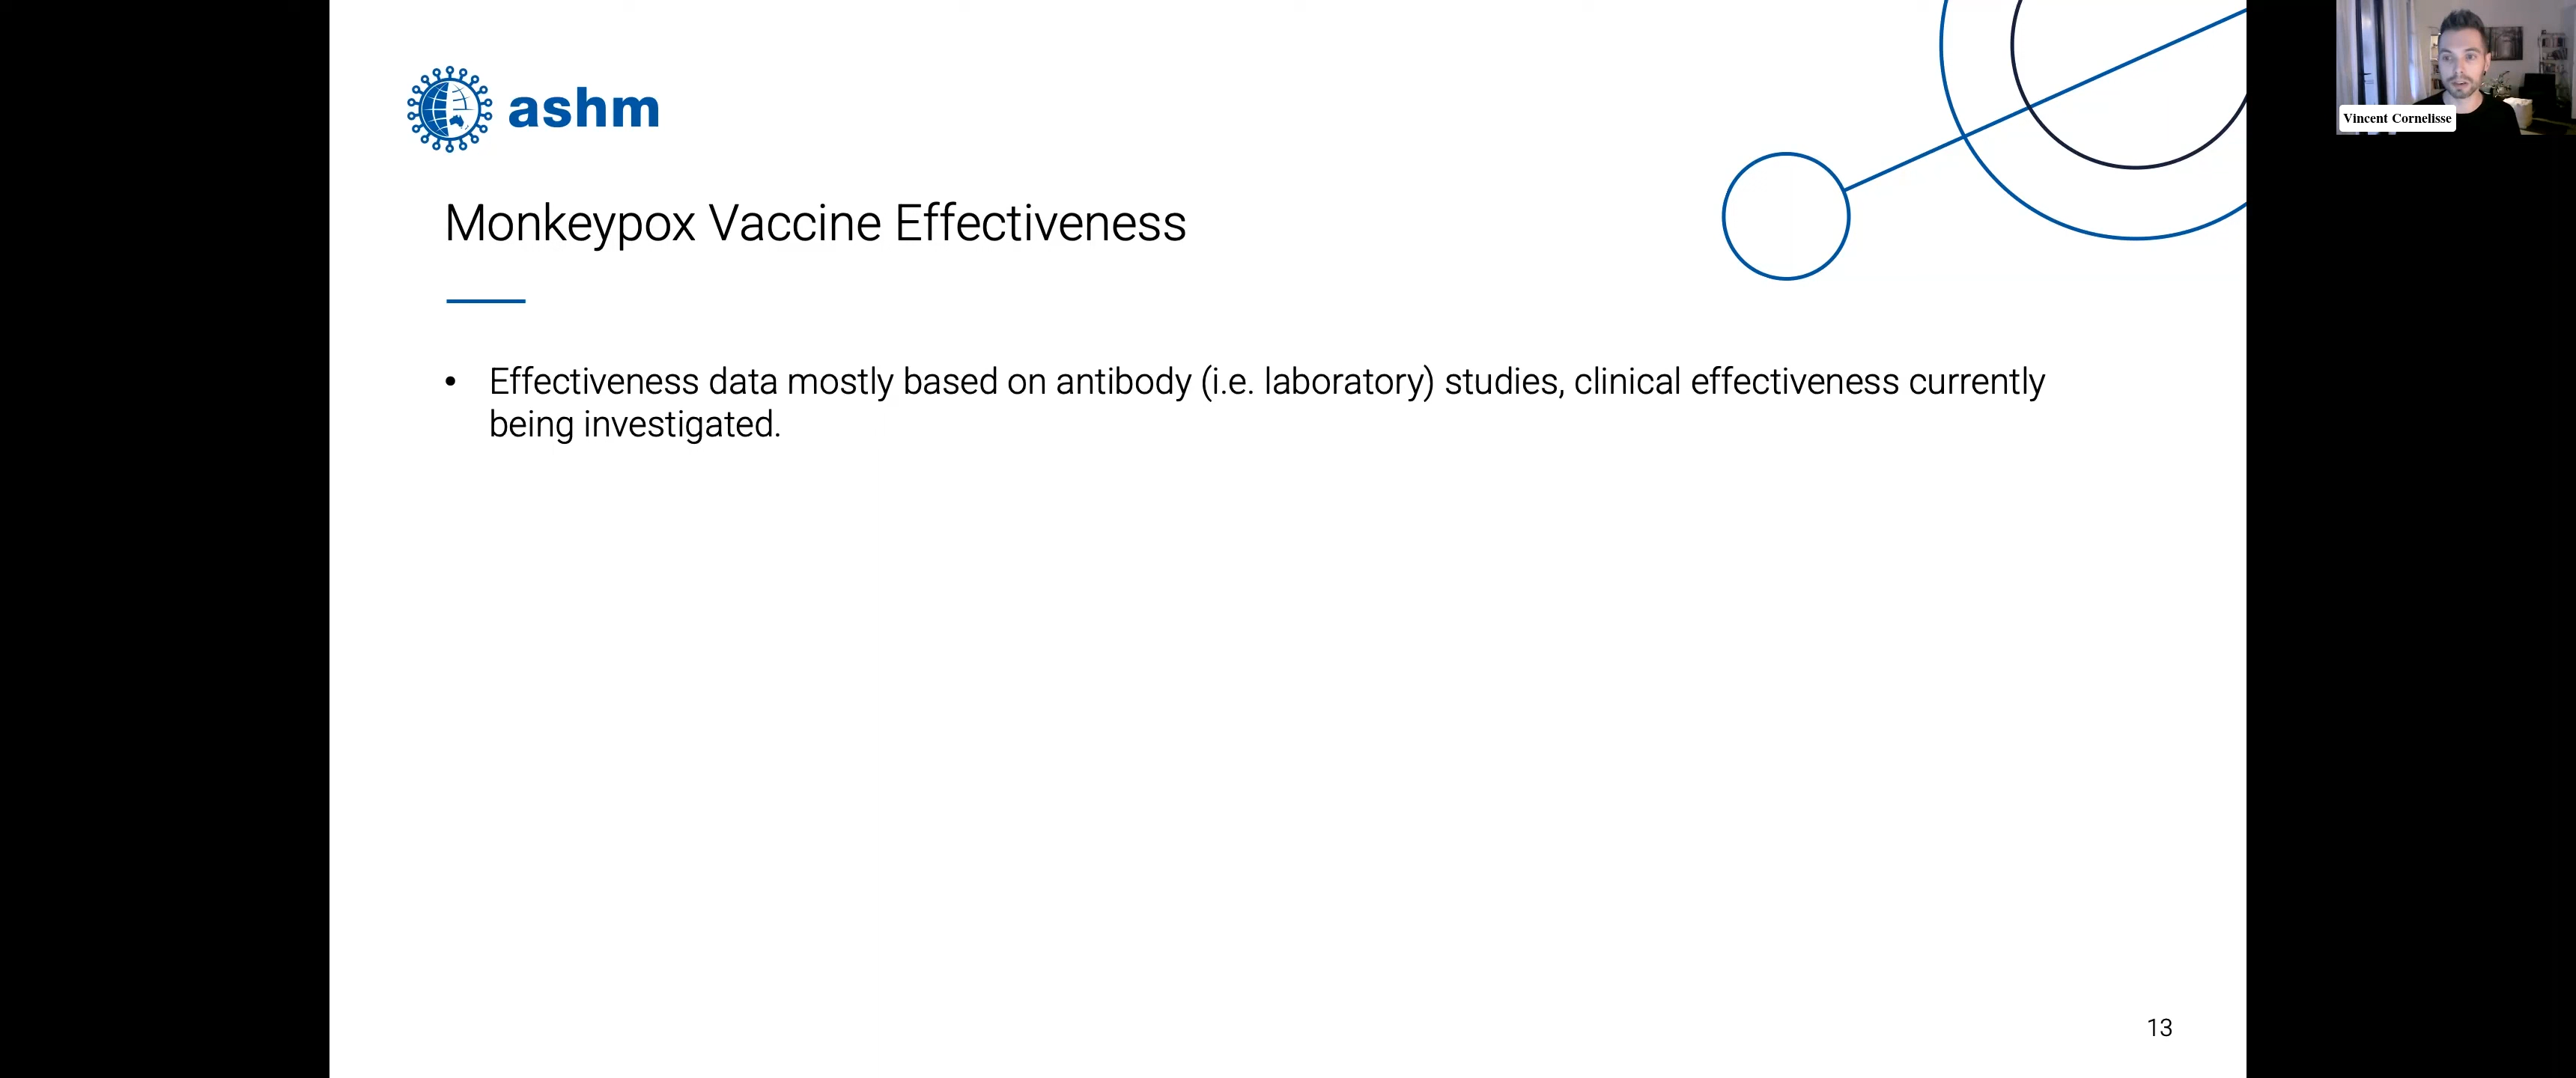 ashm
Vincent Cornelisse
Monkeypox Vaccine Effectiveness
• Effectiveness data mostly based on antibody (i.e. laboratory) studies, clinical effectiveness currently
being investigated.
13